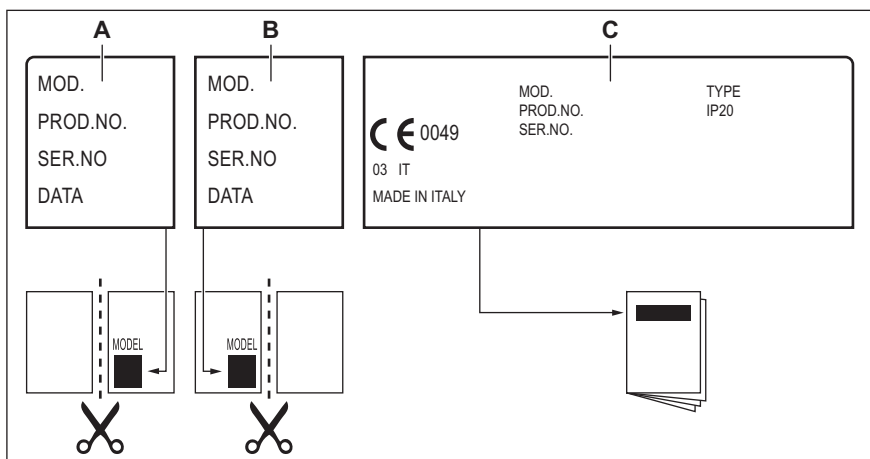 A
B
C
MOD.
PROD.NO.
SER.NO
DATA
MOD.
PROD.NO.
SER.NO
DATA
MOD.
PROD.NO.
SER.NO.
TYPE
IP20
CE 0049
03 IT
MADE IN ITALY
MODEL
MODEL